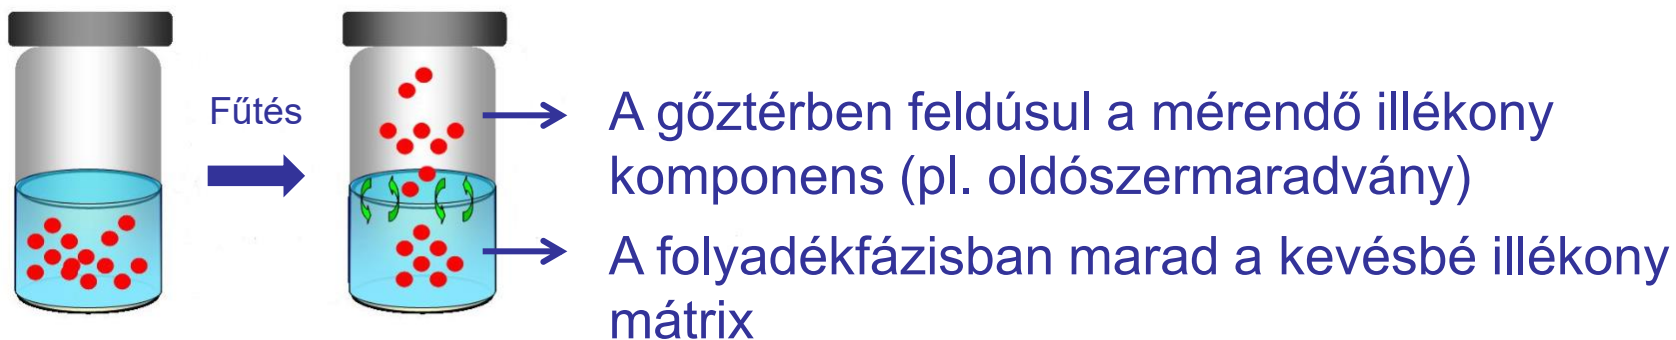 Fűtés
A gőztérben feldúsul a mérendő illékony
komponens (pl. oldószermaradvány)
A folyadékfázisban marad a kevésbé illékony
mátrix